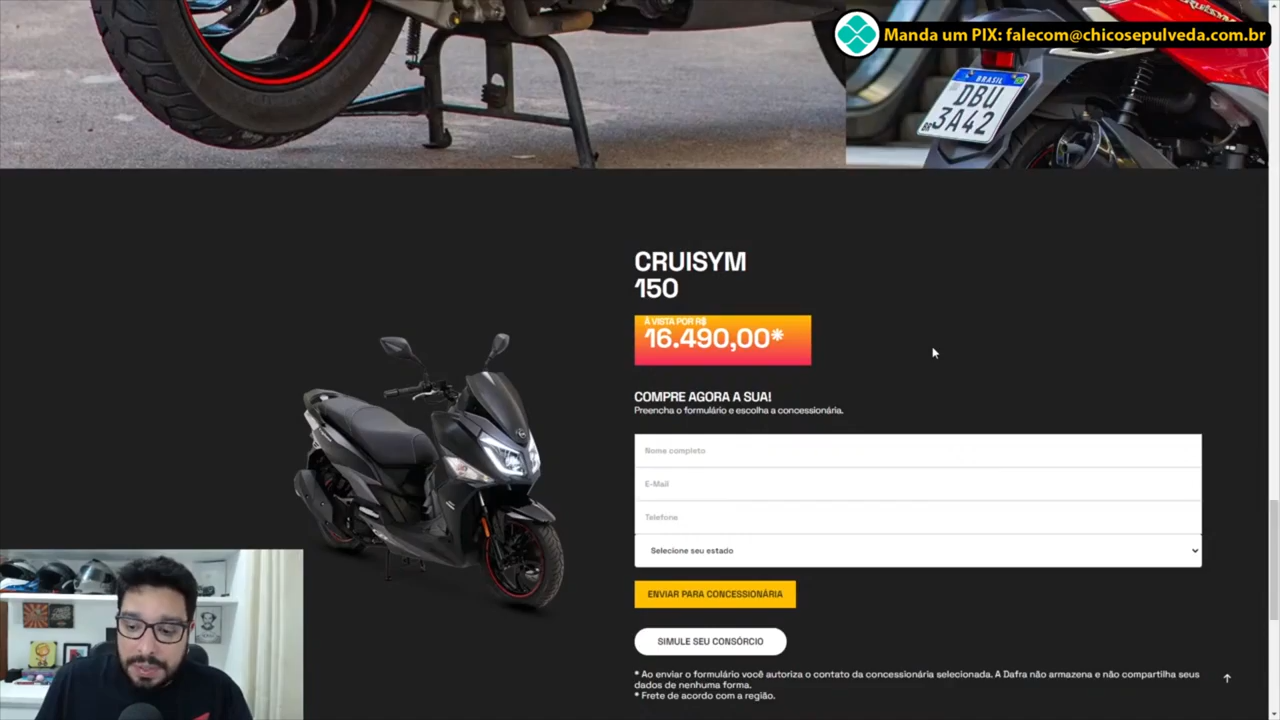 Manda um PIX: falecom@chicosepulveda.com.br
BRASIL
DBU
3A42
CRUISYM
150
À VISTA POR R$
16.490,00*
COMPRE AGORA A SUA!
Preencha o formulário e escolha a concessionária.
Nome completo
E-Mail
Telefone
Selecione seu estado
ENVIAR PARA CONCESSIONÁRIA
SIMULE SEU CONSÓRCIO
* Ao enviar o formulário você autoriza o contato da concessionária selecionada. A Dafra não armazena e não compartilha seus
dados de nenhuma forma.
* Frete de acordo com a região.